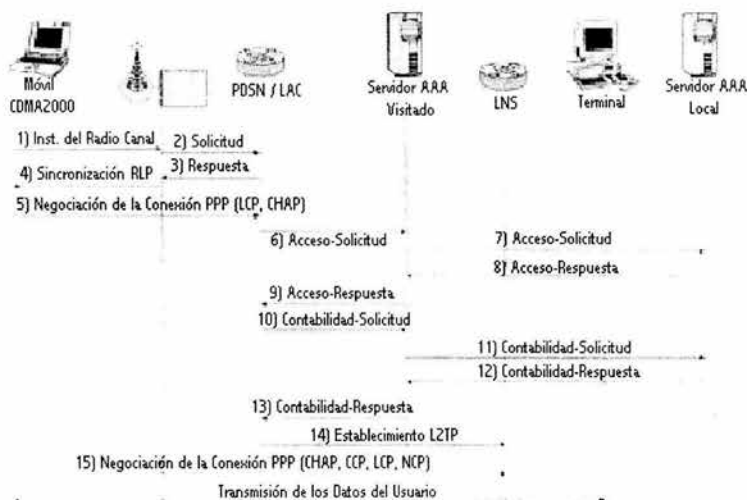 Móvil
CDMA2000
PDSN / LAC
Servidor AAA
Visitado
LNS
Terminal
Servidor AAA
Local
1) Inst. del Radio Canal
2) Solicitud
3) Respuesta
4) Sincronización RLP
5) Negociación de la Conexión PPP (LCP, CHAP)
6) Acceso-Solicitud
7) Acceso-Solicitud
8) Acceso-Respuesta
9) Acceso-Respuesta
10) Contabilidad-Solicitud
11) Contabilidad-Solicitud
12) Contabilidad-Respuesta
13) Contabilidad-Respuesta
14) Establecimiento L2TP
15) Negociación de la Conexión PPP (CHAP, CCP, LCP, NCP)
Transmisión de los Datos del Usuario